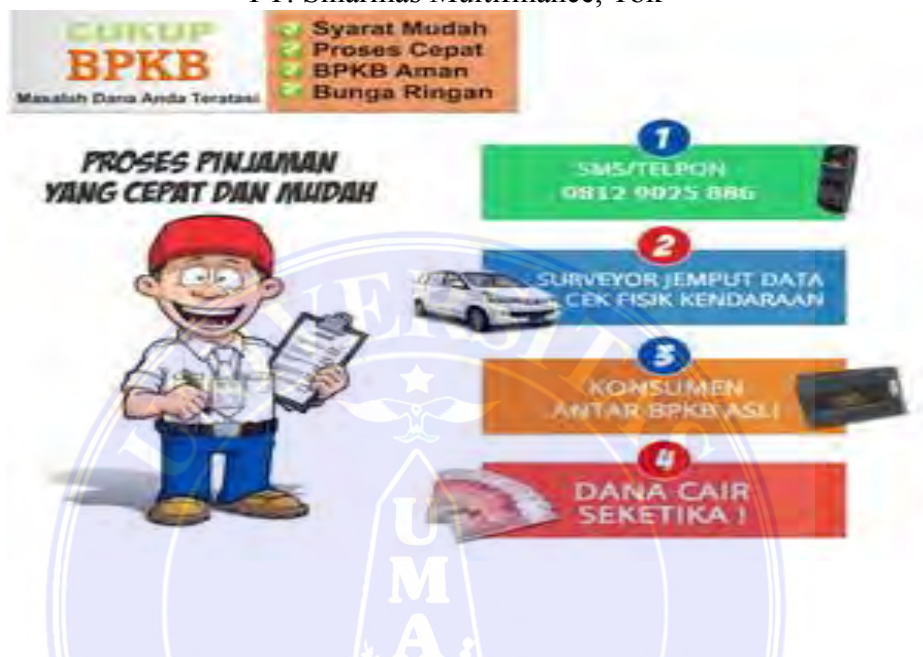 PT. Sinarmas Multifinance, Tbk
CUKUP
BPKB
Masalah Dana Anda Teratasi
Syarat Mudah
Proses Cepat
BPKB Aman
Bunga Ringan
PROSES PINJAMAN
YANG CEPAT DAN MUDAH
1
SMS/TELPON
0812 9025 886
2
SURVEYOR JEMPUT DATA
CEK FISIK KENDARAAN
3
KONSUMEN
ANTAR BPKB ASLI
4
DANA CAIR
SEKETIKA !
UNIVERSITAS
U
M
A